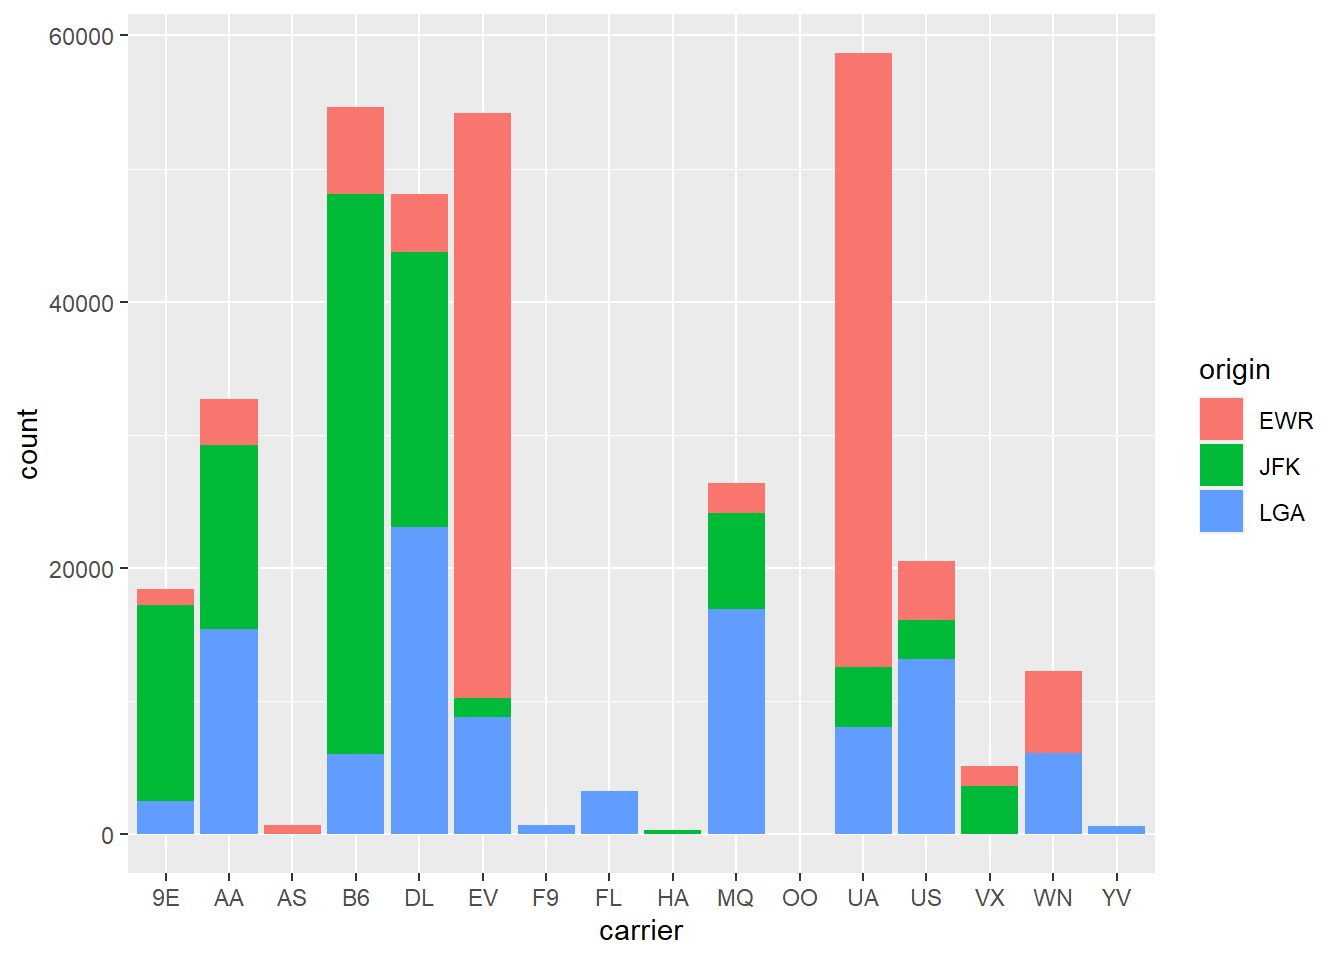 60000
40000
20000
0
count
9E AA AS B6 DL EV F9 FL HA MQ OO UA US VX WN YV
carrier
origin
EWR
JFK
LGA